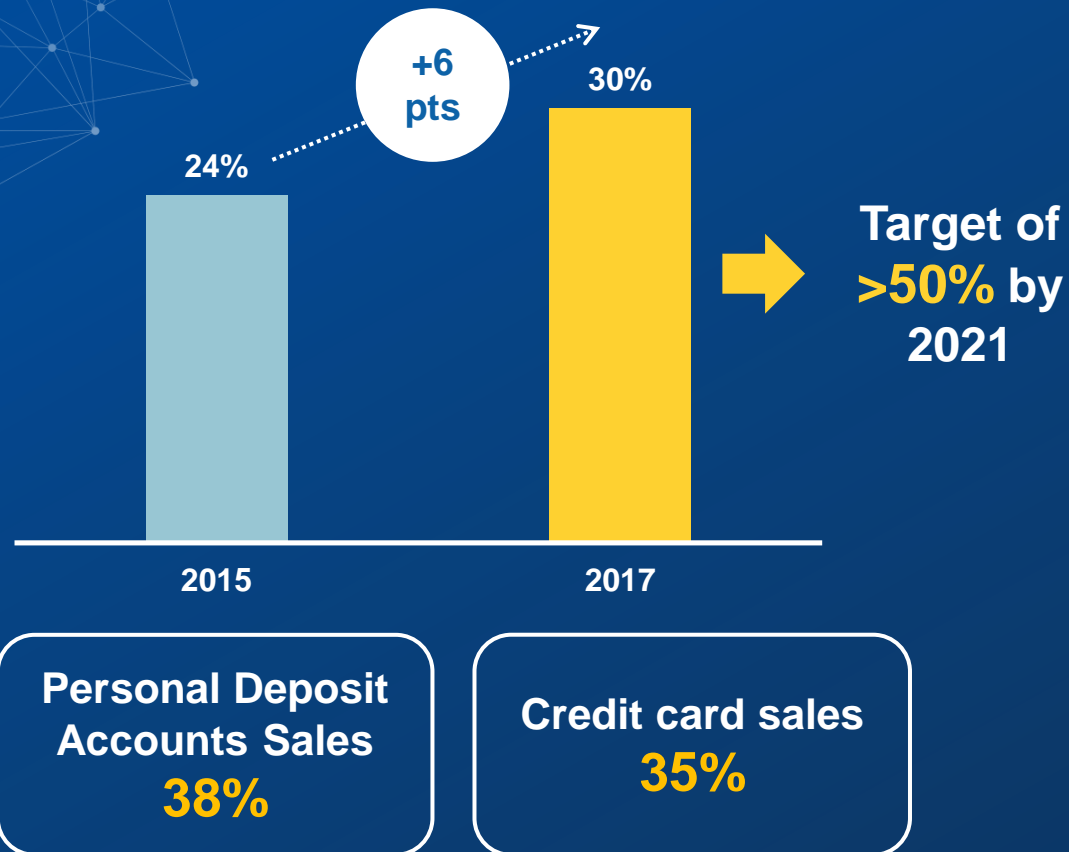 +6
pts
30%
24%
Target of
>50% by
2021
2015
2017
Personal Deposit
Accounts Sales
38%
Credit card sales
35%